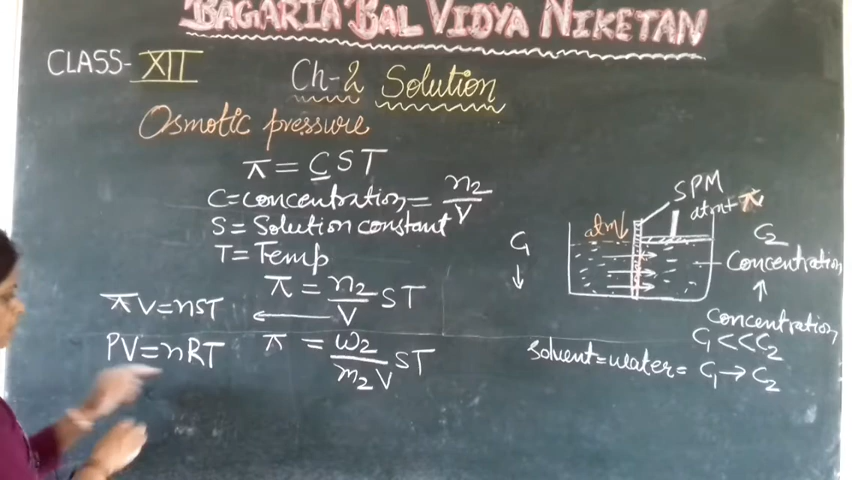 BAGARIA BAL VIDYA NIKETAN
CLASS-XII
Ch-2 Solution
Osmotic pressure
π = CST
C = concentration = n₂/V
S = Solution constant
T = Temp
π = n₂/V ST
πV = nST ←
PV = nRT
π = ω₂/m₂V ST
SPM
atm + π
atm↓
C₁
↓
C₂
Concentration
↑
Concentration
C₁ << C₂
Solvent = water = C₁ → C₂